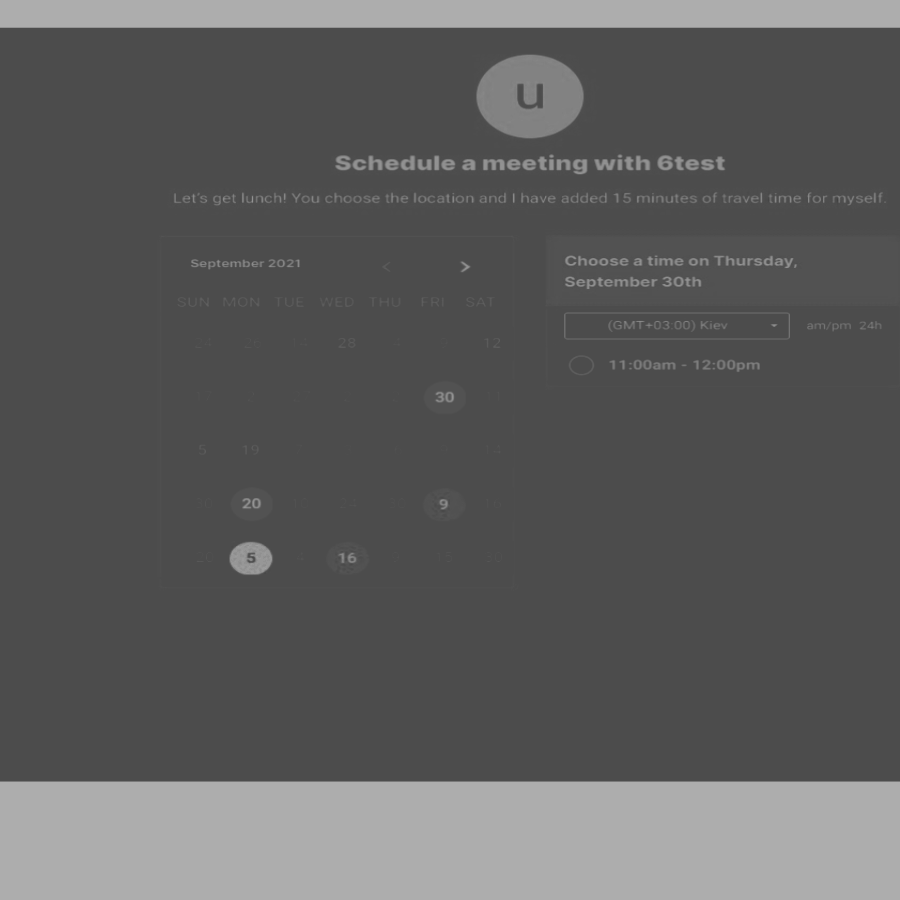 u
Schedule a meeting with 6test
Let's get lunch! You choose the location and I have added 15 minutes of travel time for myself.
September 2021 < >
SUN MON TUE WED THU FRI SAT
28 12
30
5 19
20 9
5 16
Choose a time on Thursday,
September 30th
(GMT+03:00) Kiev am/pm 24h
11:00am - 12:00pm